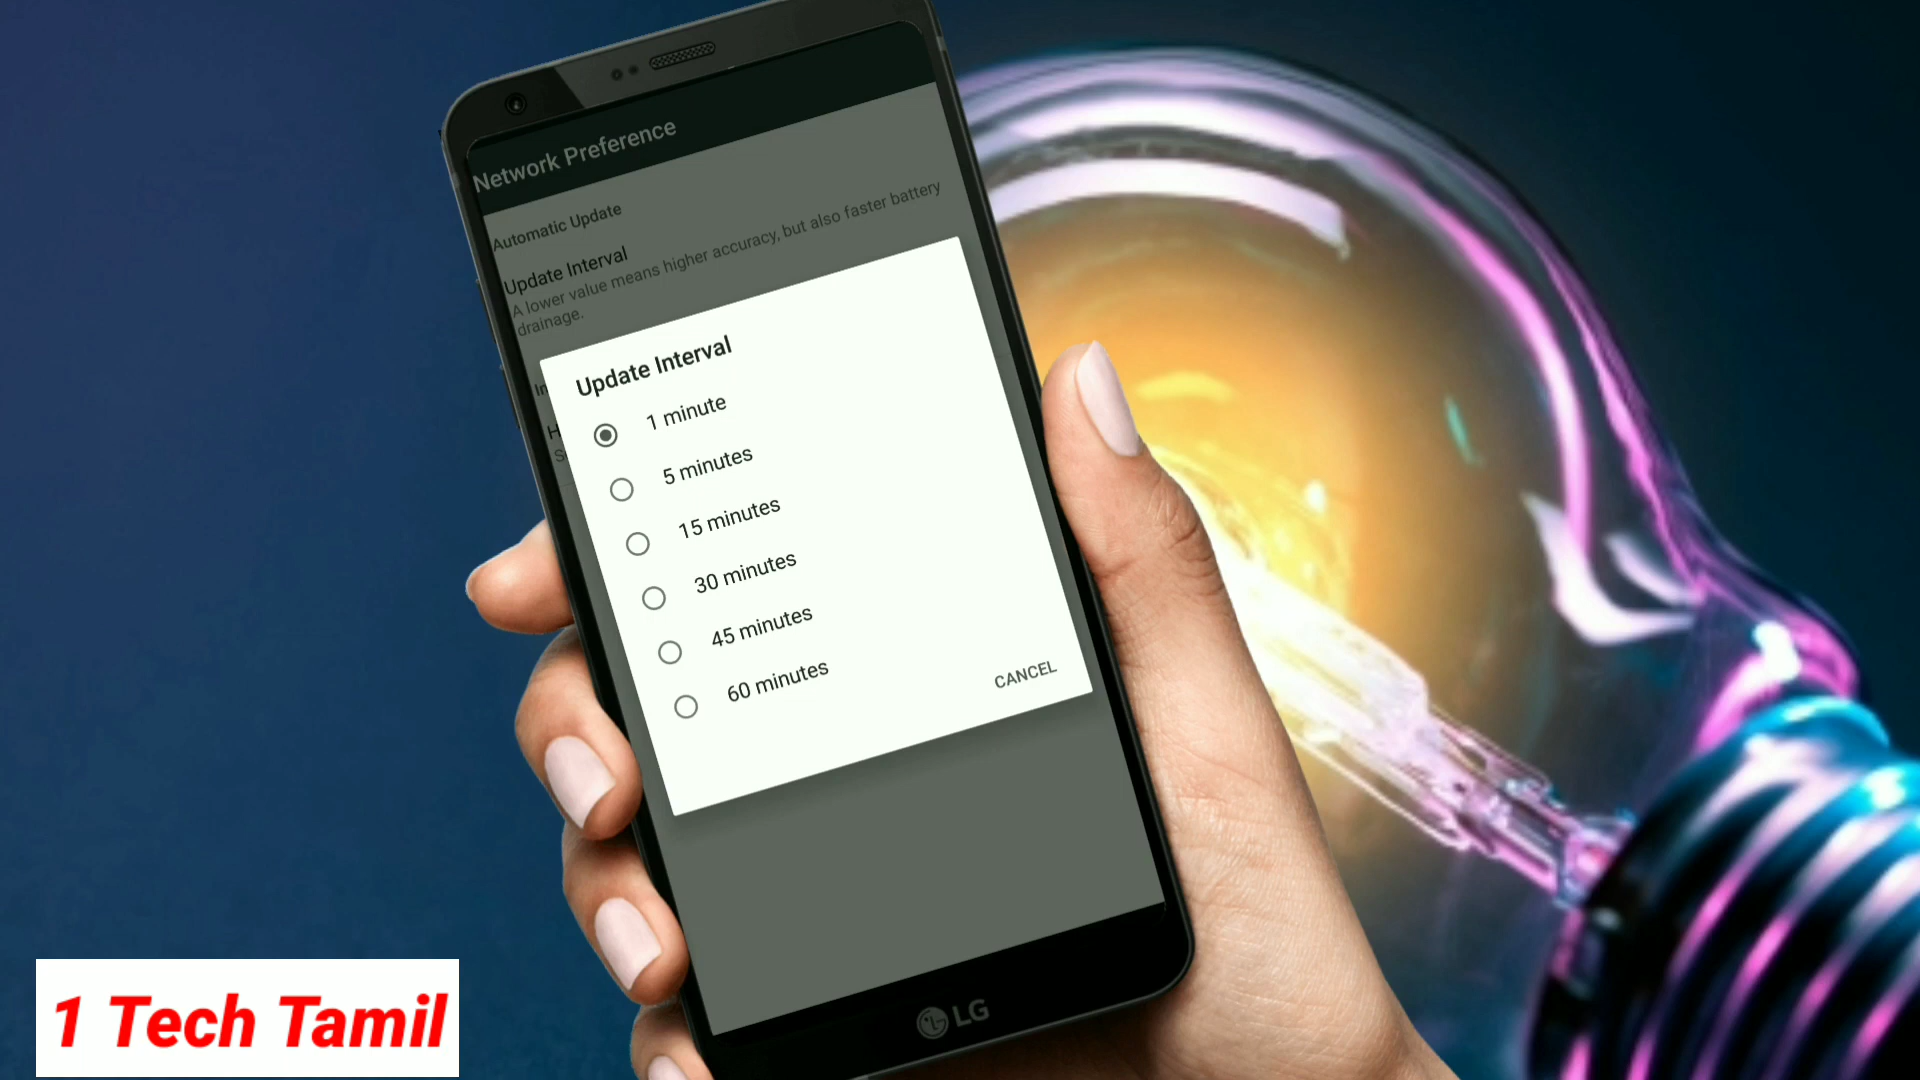 Network Preference
Automatic Update
Update Interval
A lower value means higher accuracy, but also faster battery
drainage.
Update Interval
1 minute
5 minutes
15 minutes
30 minutes
45 minutes
60 minutes
CANCEL
LG
1 Tech Tamil